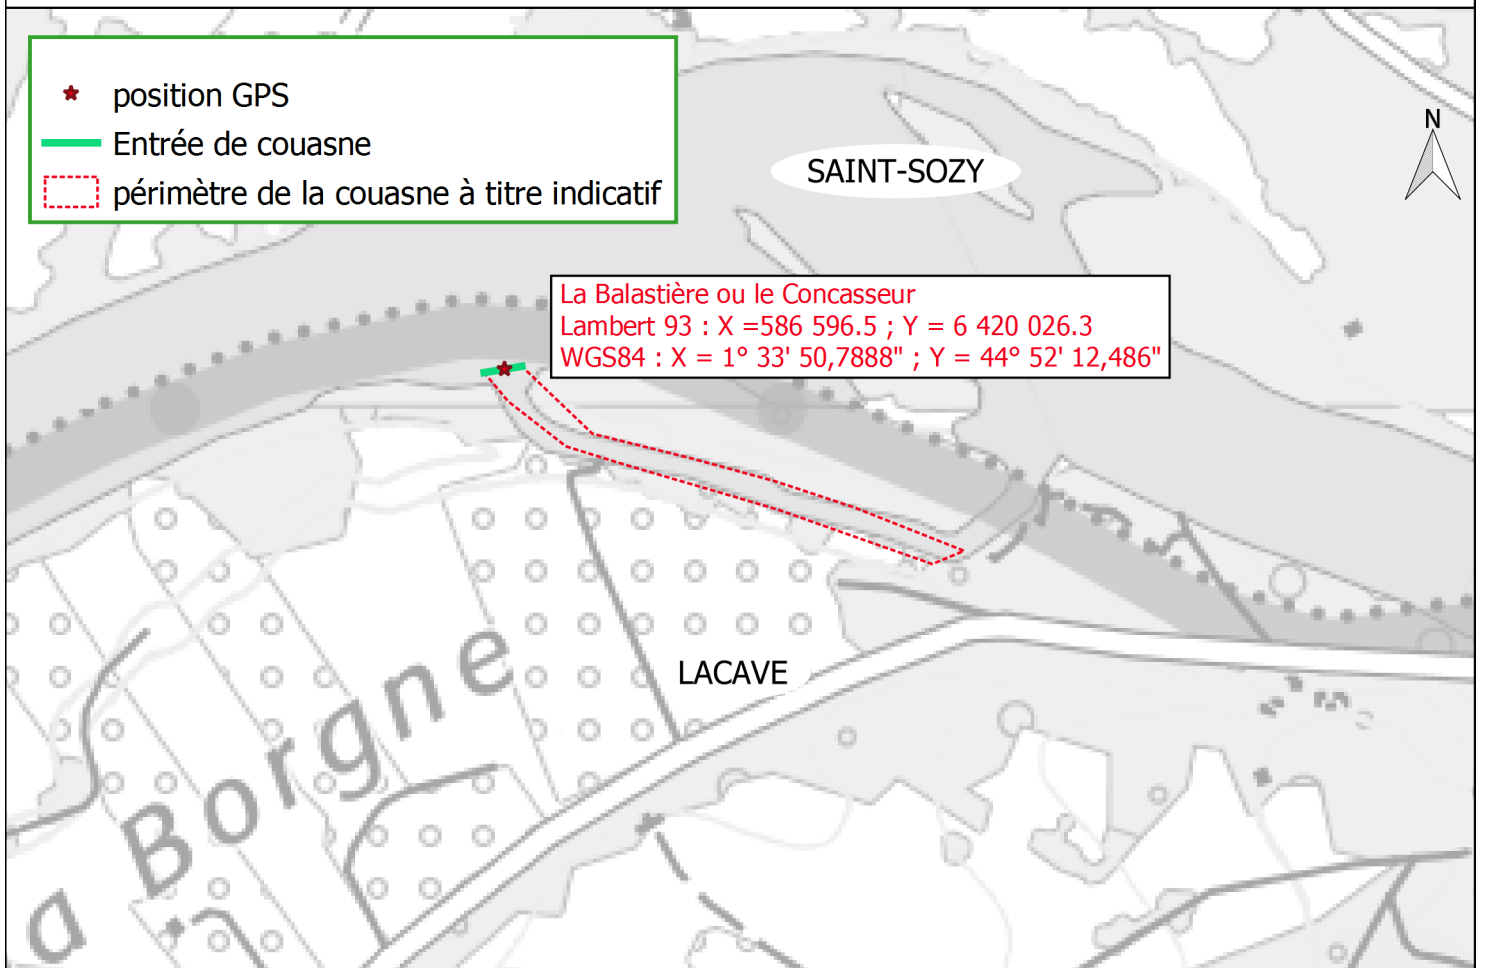 position GPS
Entrée de couasne
périmètre de la couasne à titre indicatif
N
SAINT-SOZY
La Balastière ou le Concasseur
Lambert 93 : X =586 596.5 ; Y = 6 420 026.3
WGS84 : X = 1° 33' 50,7888" ; Y = 44° 52' 12,486"
LACAVE
a Borgne